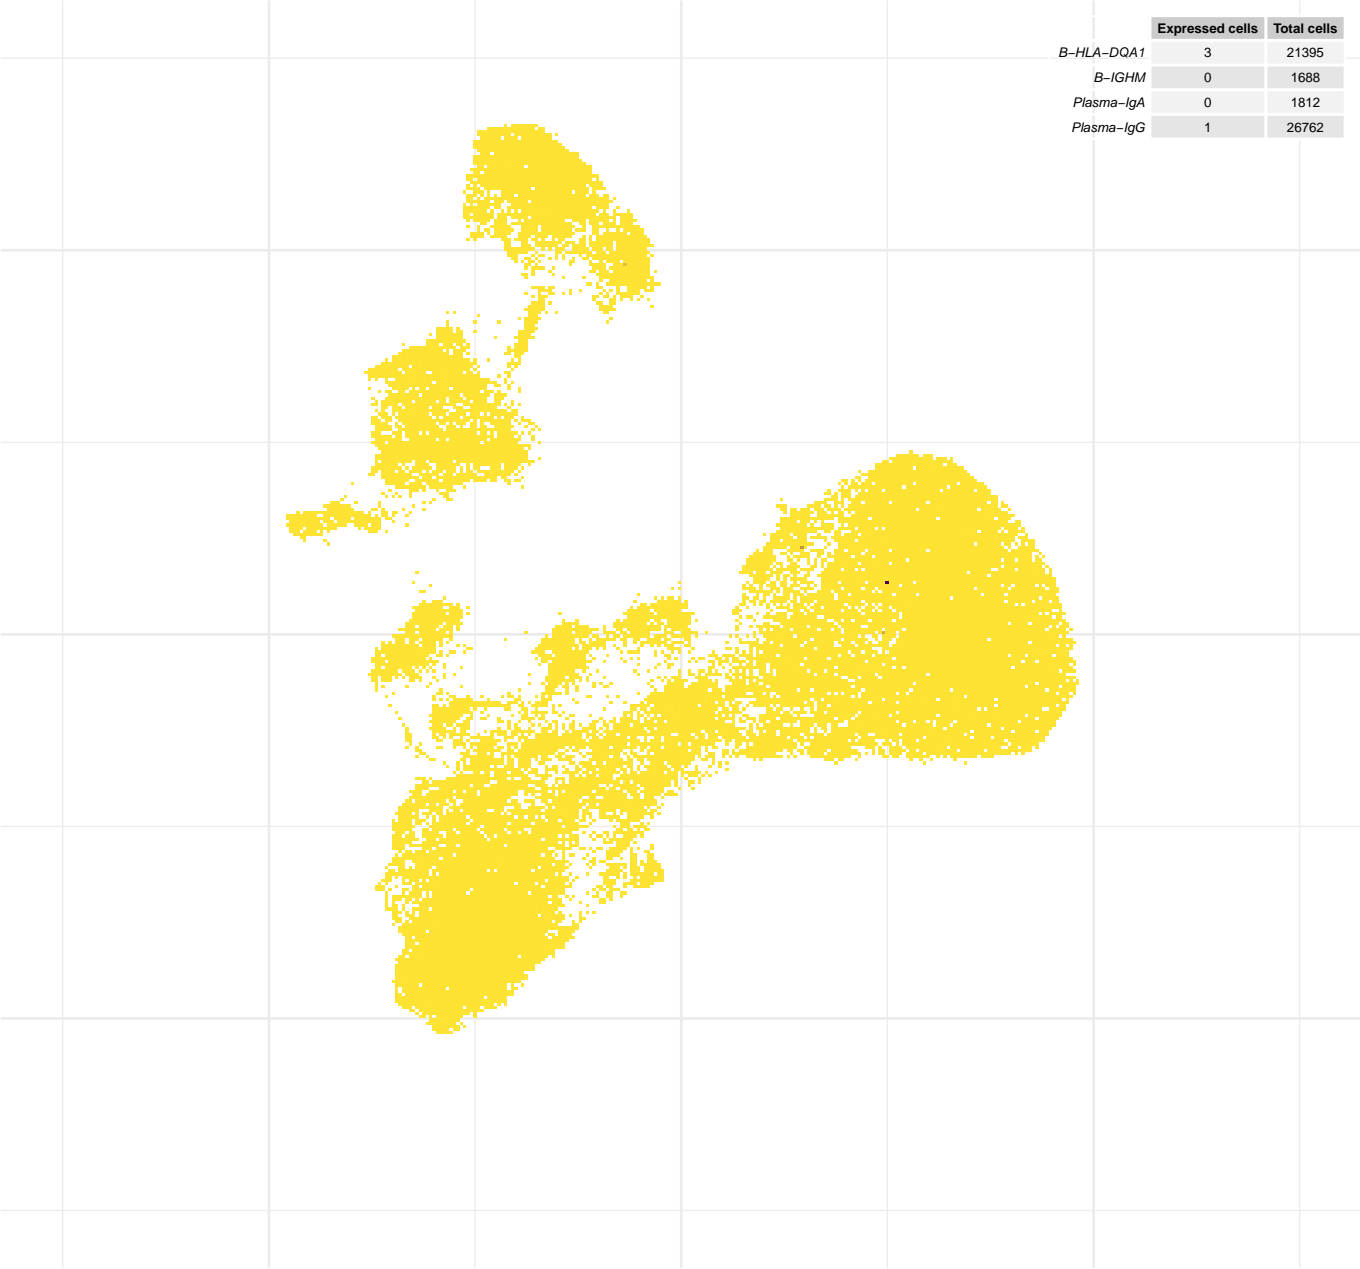 Expressed cells Total cells
B−HLA−DQA1 3 21395
B−IGHM 0 1688
Plasma−IgA 0 1812
Plasma−IgG 1 26762